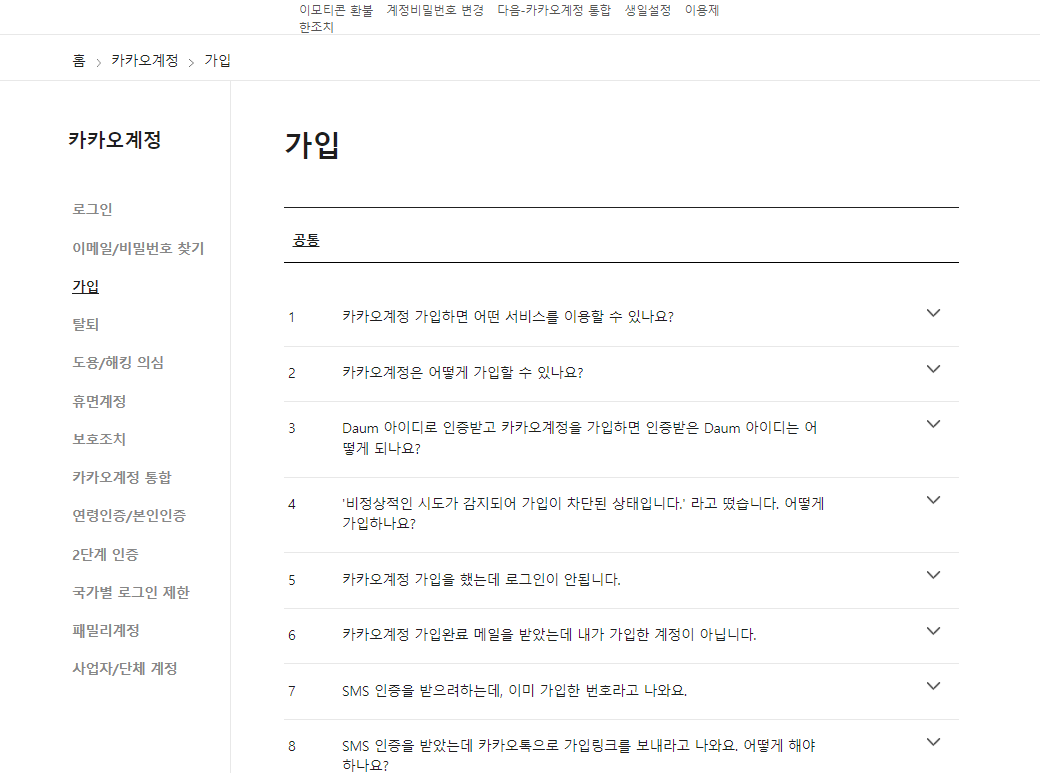 이모티콘 환불 계정비밀번호 변경 다음-카카오계정 통합 생일설정 이용제
한조치
홈 > 카카오계정 > 가입
카카오계정
로그인
이메일/비밀번호 찾기
가입
탈퇴
도용/해킹 의심
휴면계정
보호조치
카카오계정 통합
연령인증/본인인증
2단계 인증
국가별 로그인 제한
패밀리계정
사업자/단체 계정
가입
공통
1 카카오계정 가입하면 어떤 서비스를 이용할 수 있나요?
2 카카오계정은 어떻게 가입할 수 있나요?
3 Daum 아이디로 인증받고 카카오계정을 가입하면 인증받은 Daum 아이디는 어
떻게 되나요?
4 '비정상적인 시도가 감지되어 가입이 차단된 상태입니다.' 라고 떴습니다. 어떻게
가입하나요?
5 카카오계정 가입을 했는데 로그인이 안됩니다.
6 카카오계정 가입완료 메일을 받았는데 내가 가입한 계정이 아닙니다.
7 SMS 인증을 받으려하는데, 이미 가입한 번호라고 나와요.
8 SMS 인증을 받았는데 카카오톡으로 가입링크를 보내라고 나와요. 어떻게 해야
하나요?